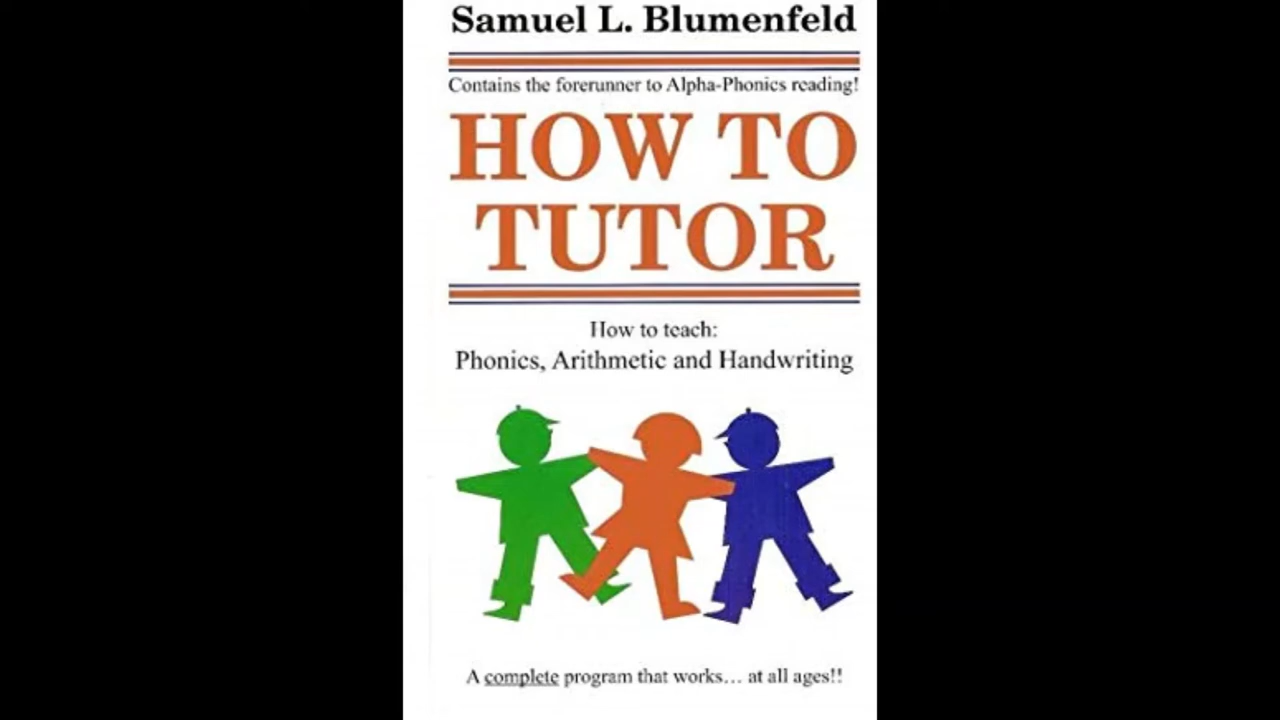 Samuel L. Blumenfeld
Contains the forerunner to Alpha-Phonics reading!
HOW TO
TUTOR
How to teach:
Phonics, Arithmetic and Handwriting
A complete program that works... at all ages!!